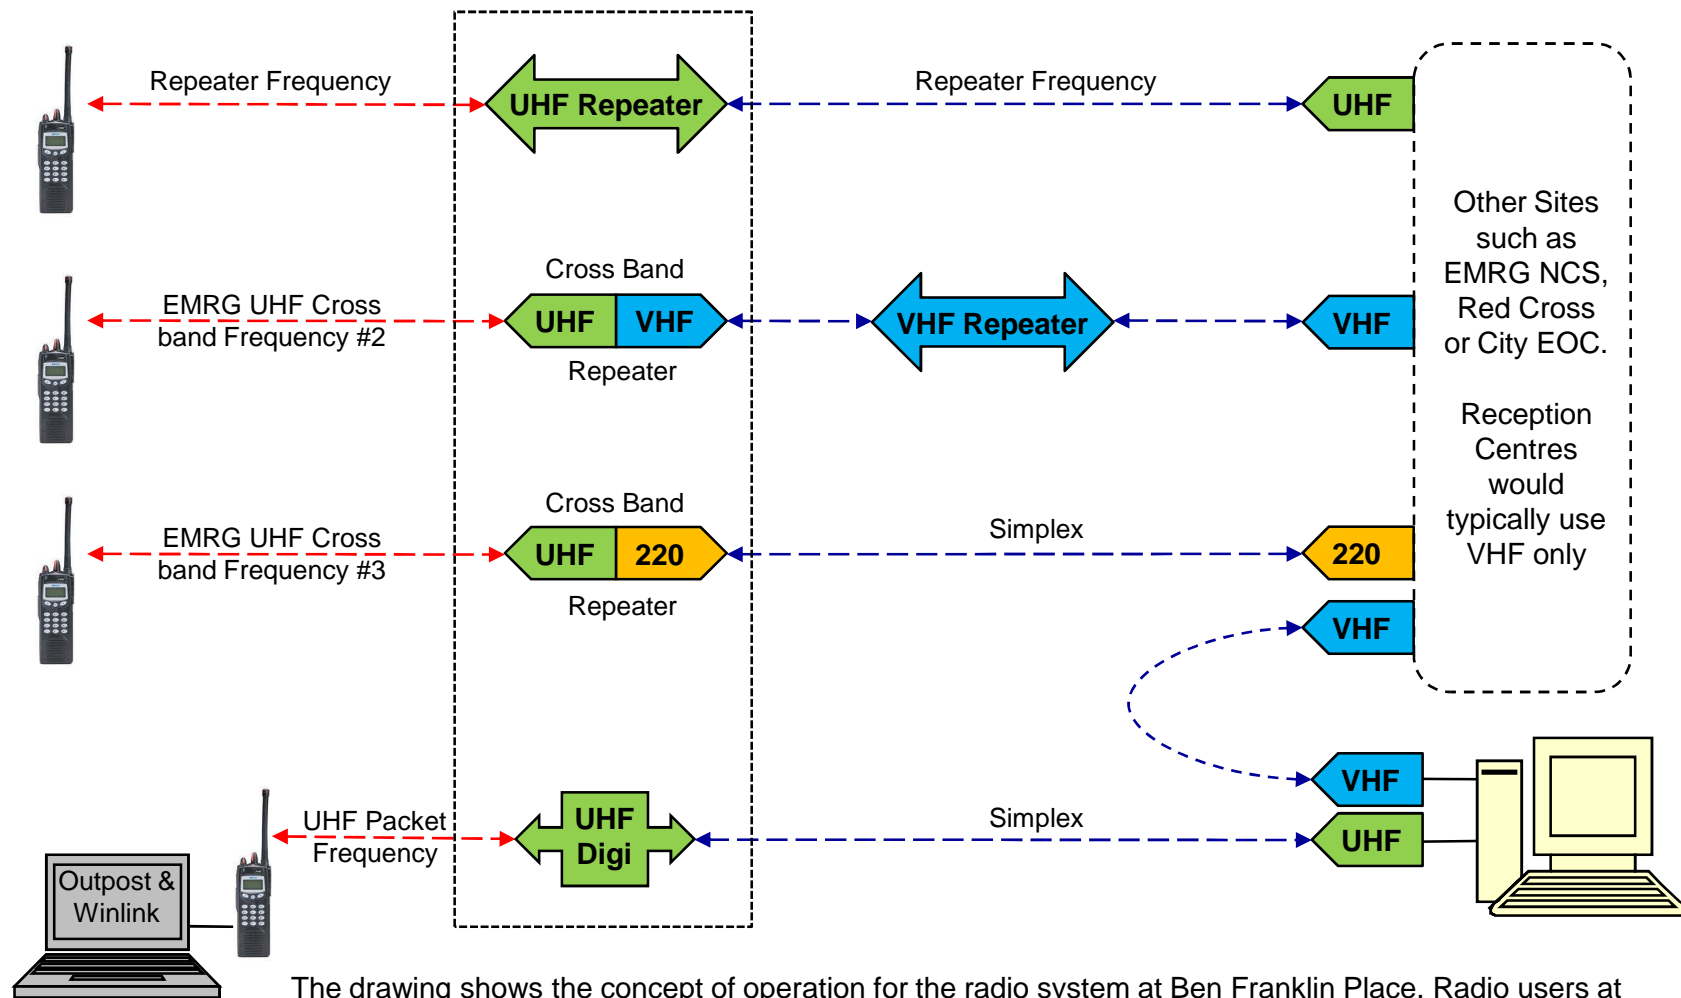 Repeater Frequency
UHF Repeater
Repeater Frequency
UHF
Cross Band
EMRG UHF Cross
band Frequency #2
UHF VHF
Repeater
VHF Repeater
VHF
Other Sites
such as
EMRG NCS,
Red Cross
or City EOC.
Reception
Centres
would
typically use
VHF only
Cross Band
EMRG UHF Cross
band Frequency #3
UHF 220
Repeater
Simplex
220
VHF
VHF
UHF Packet
Frequency
UHF
Digi
Simplex
UHF
Outpost &
Winlink
The drawing shows the concept of operation for the radio system at Ben Franklin Place. Radio users at